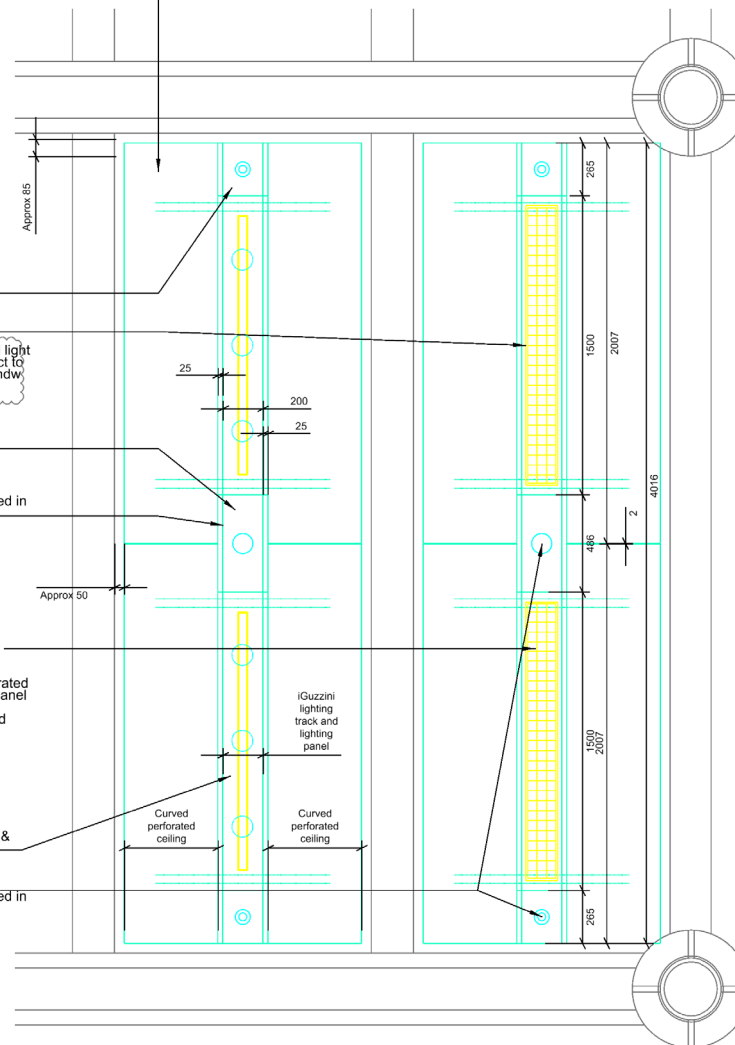 265
Approx 85
light
ct to
ndw
1500
2007
25
200
25
4016
2
ed in
486
Approx 50
rated
anel
d
iGuzzini
lighting
track and
lighting
panel
1500
2007
Curved
perforated
ceiling
Curved
perforated
ceiling
&
ed in
265